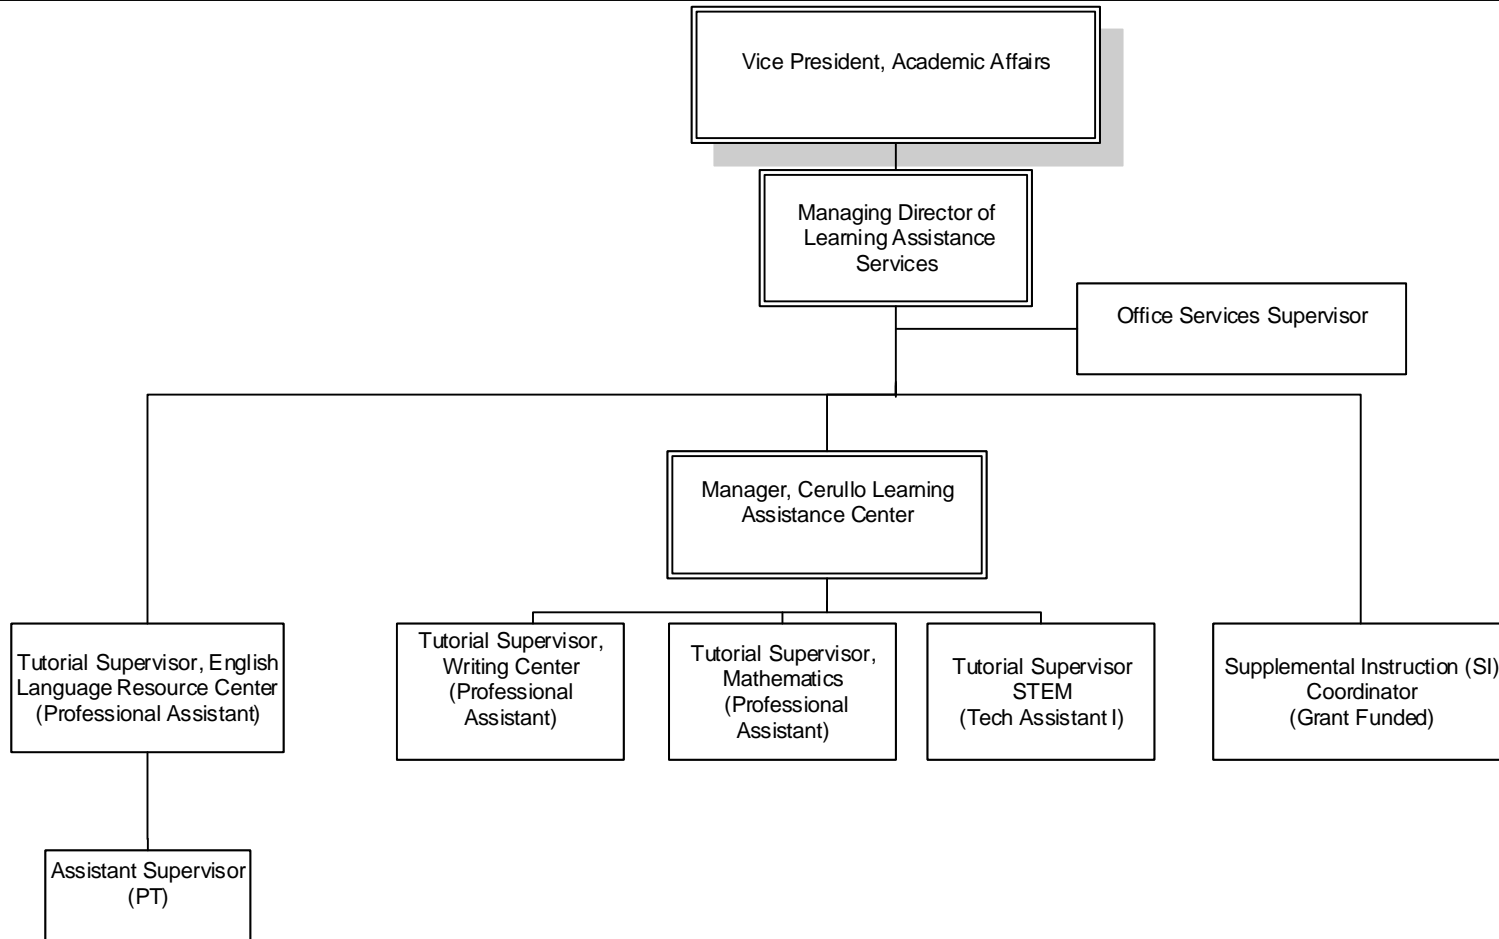 Vice President, Academic Affairs
Managing Director of
Learning Assistance
Services
Office Services Supervisor
Manager, Cerullo Learning
Assistance Center
Tutorial Supervisor, English
Language Resource Center
(Professional Assistant)
Tutorial Supervisor,
Writing Center
(Professional
Assistant)
Tutorial Supervisor,
Mathematics
(Professional
Assistant)
Tutorial Supervisor
STEM
(Tech Assistant I)
Supplemental Instruction (SI)
Coordinator
(Grant Funded)
Assistant Supervisor
(PT)